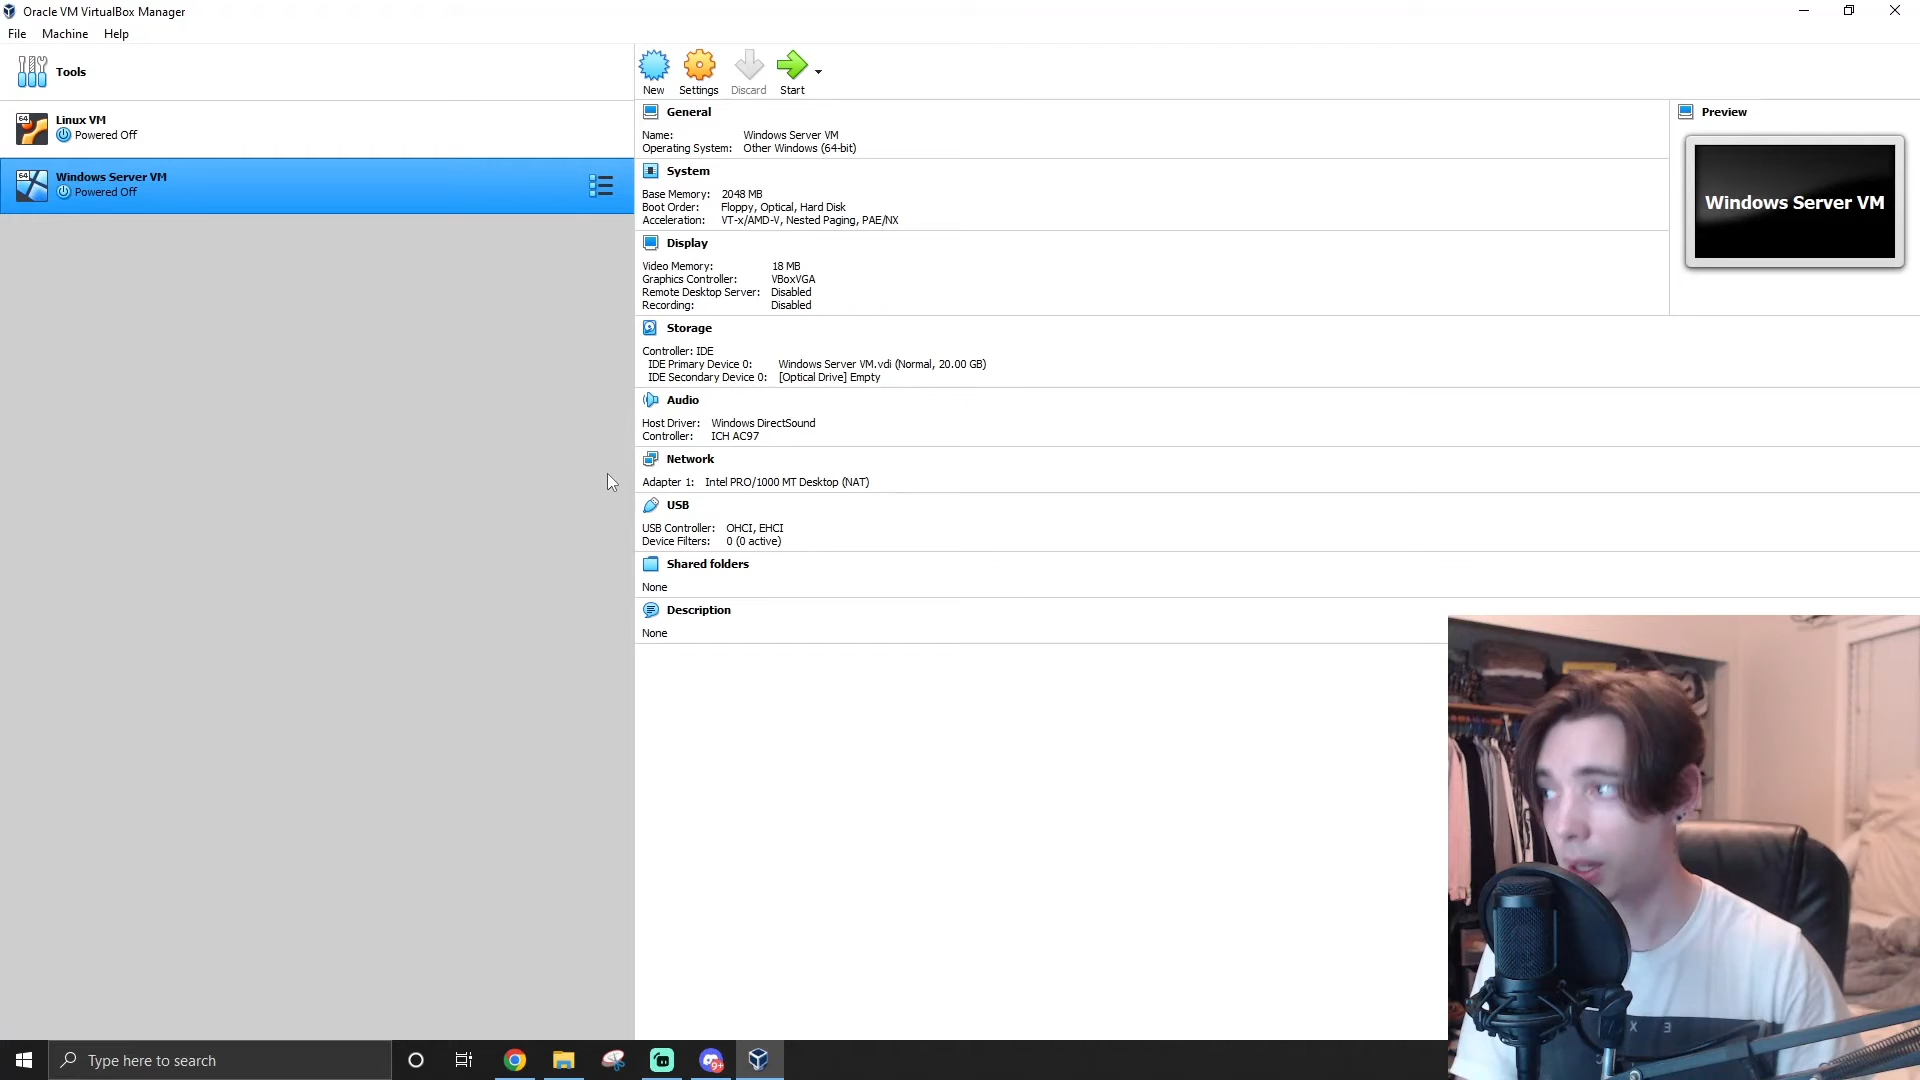 Oracle VM VirtualBox Manager
File Machine Help
Tools
64
Linux VM
Powered Off
64
Windows Server VM
Powered Off
New Settings Discard Start
General
Name: Windows Server VM
Operating System: Other Windows (64-bit)
System
Base Memory: 2048 MB
Boot Order: Floppy, Optical, Hard Disk
Acceleration: VT-x/AMD-V, Nested Paging, PAE/NX
Display
Video Memory: 18 MB
Graphics Controller: VBoxVGA
Remote Desktop Server: Disabled
Recording: Disabled
Storage
Controller: IDE
IDE Primary Device 0: Windows Server VM.vdi (Normal, 20.00 GB)
IDE Secondary Device 0: [Optical Drive] Empty
Audio
Host Driver: Windows DirectSound
Controller: ICH AC97
Network
Adapter 1: Intel PRO/1000 MT Desktop (NAT)
USB
USB Controller: OHCI, EHCI
Device Filters: 0 (0 active)
Shared folders
None
Description
None
Preview
Windows Server VM
Type here to search
9+